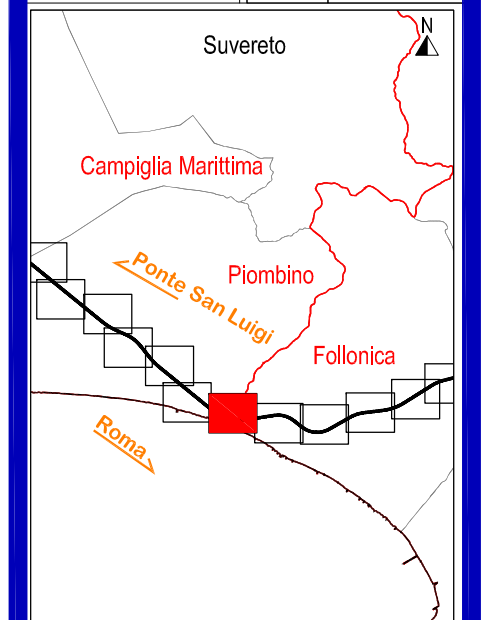 N
Suvereto
Campiglia Marittima
Ponte San Luigi
Piombino
Follonica
Roma